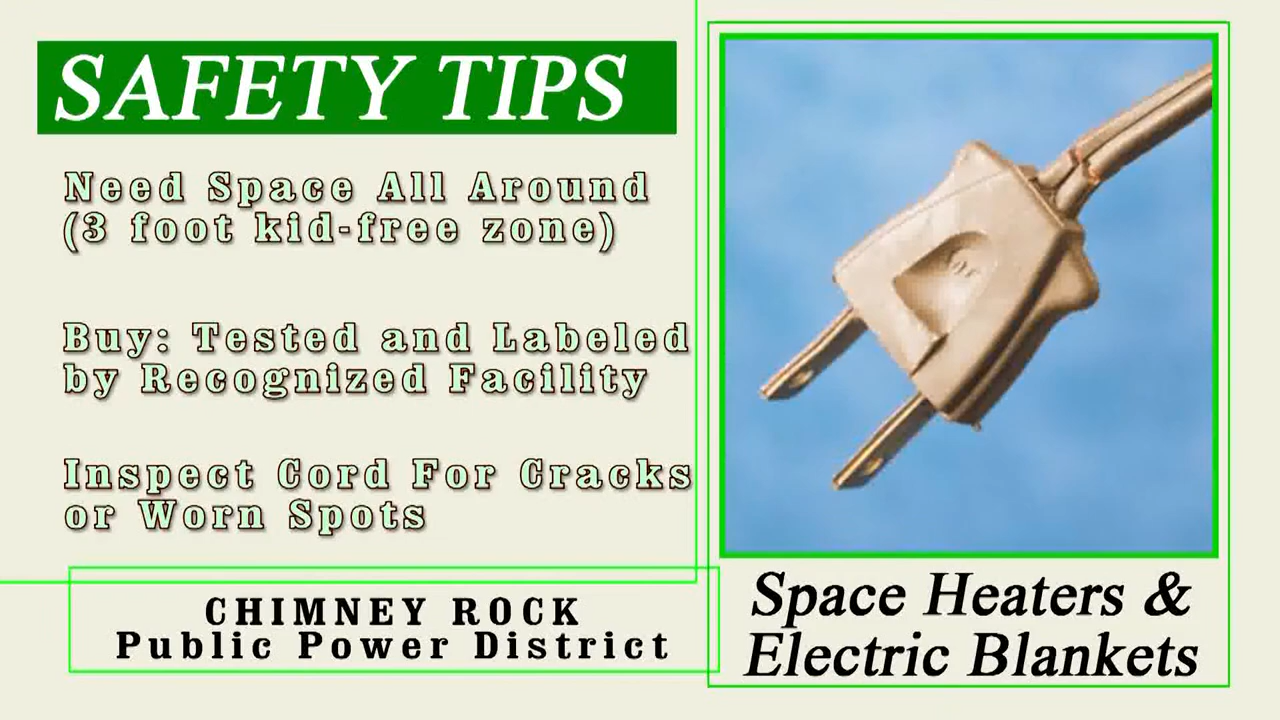 SAFETY TIPS
Need Space All Around
(3 foot kid-free zone)
Buy: Tested and Labeled
by Recognized Facility
Inspect Cord For Cracks
or Worn Spots
CHIMNEY ROCK
Public Power District
Space Heaters &
Electric Blankets